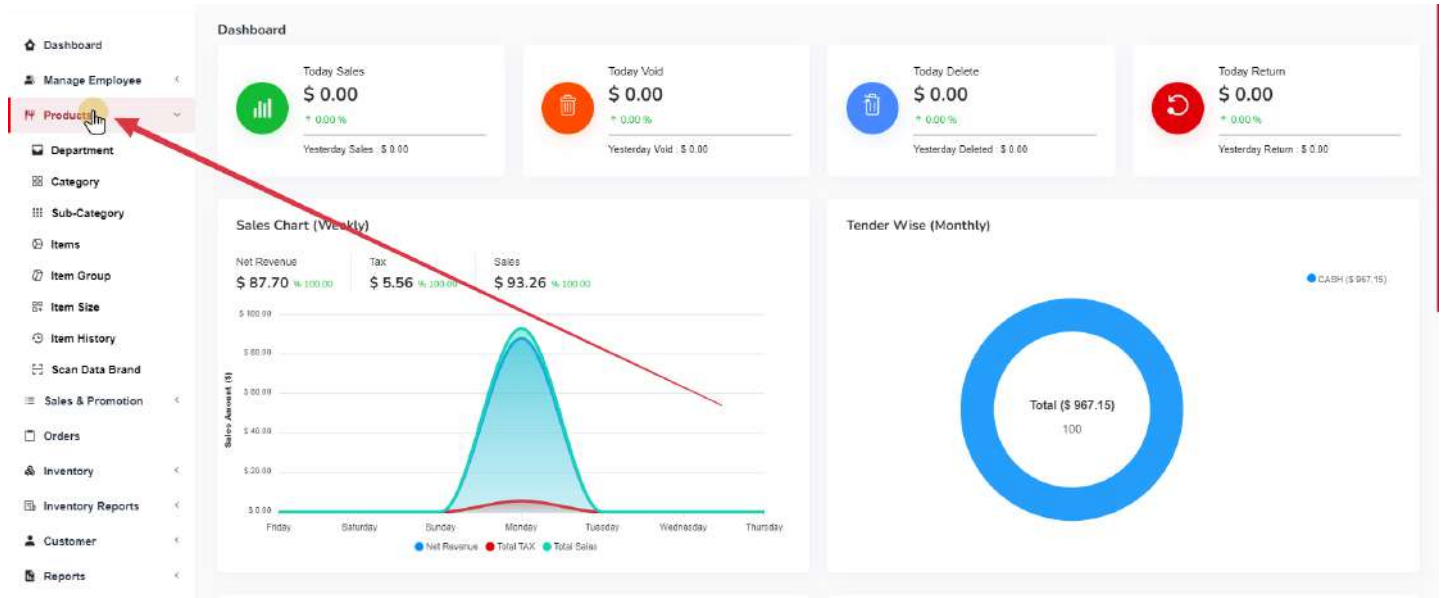 Dashboard
Manage Employee
Products
Department
Category
Sub-Category
Items
Item Group
Item Size
Item History
Scan Data Brand
Sales & Promotion
Orders
Inventory
Inventory Reports
Customer
Reports
Dashboard
Today Sales
$ 0.00
0.00 %
Yesterday Sales : $ 0.00
Today Void
$ 0.00
0.00 %
Yesterday Void : $ 0.00
Today Delete
$ 0.00
0.00 %
Yesterday Deleted : $ 0.00
Today Return
$ 0.00
0.00 %
Yesterday Return : $ 0.00
Sales Chart (Weekly)
Net Revenue
$ 87.70 % 100.00
Tax
$ 5.56 % 100.00
Sales
$ 93.26 % 100.00
Sales Amount ($)
$ 100.00
$ 80.00
$ 60.00
$ 40.00
$ 20.00
$ 0.00
Friday Saturday Sunday Monday Tuesday Wednesday Thursday
Net Revenue Total TAX Total Sales
Tender Wise (Monthly)
CASH ($ 967.15)
Total ($ 967.15)
100